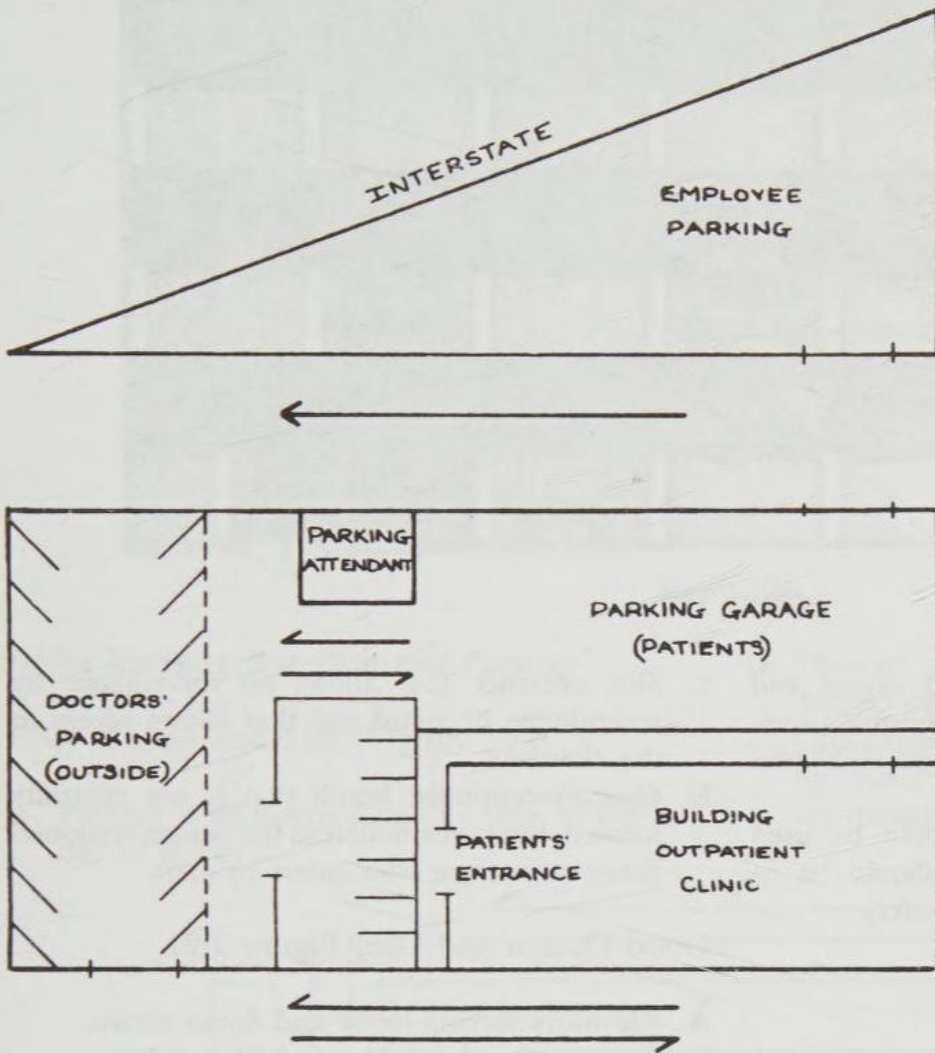 INTERSTATE
EMPLOYEE
PARKING
PARKING
ATTENDANT
PARKING GARAGE
(PATIENTS)
DOCTORS'
PARKING
(OUTSIDE)
PATIENTS'
ENTRANCE
BUILDING
OUTPATIENT
CLINIC